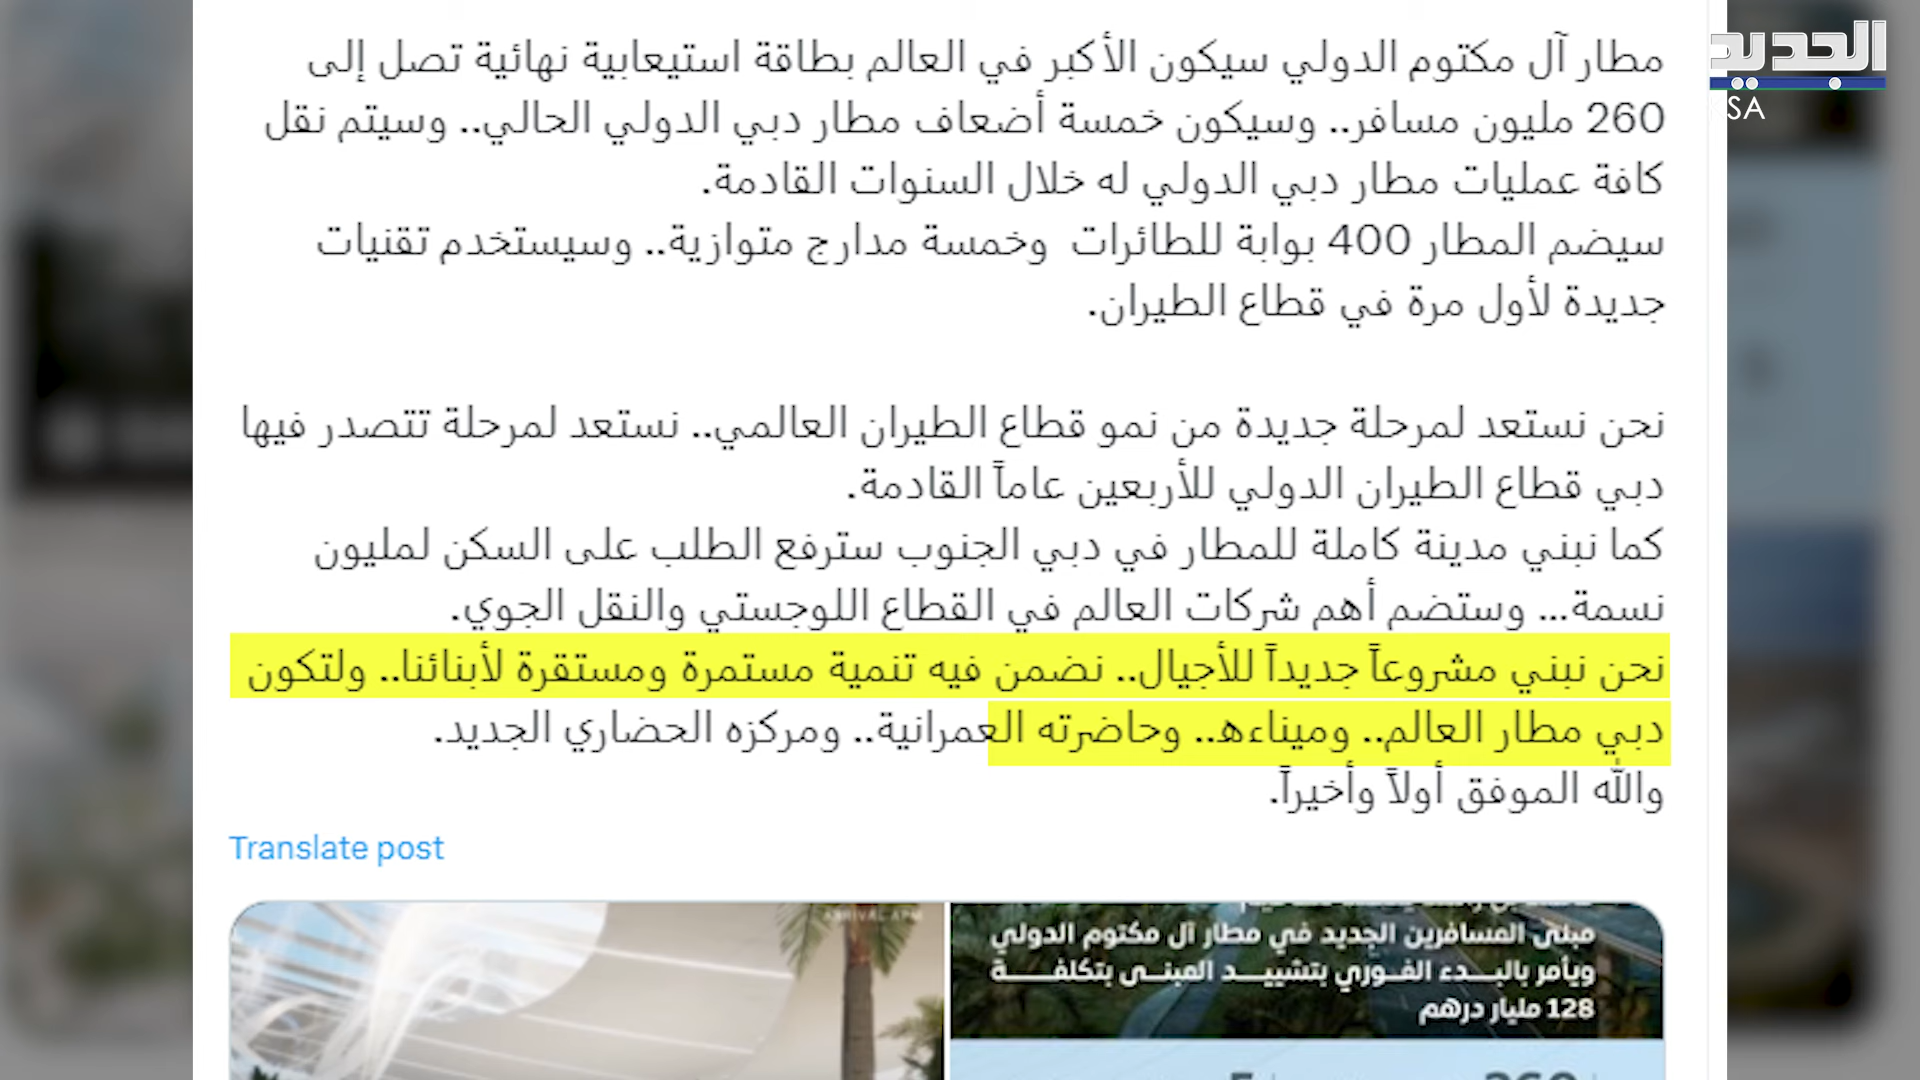 الجديد
KSA
مطار آل مكتوم الدولي سيكون الأكبر في العالم بطاقة استيعابية نهائية تصل إلى
260 مليون مسافر.. وسيكون خمسة أضعاف مطار دبي الدولي الحالي.. وسيتم نقل
كافة عمليات مطار دبي الدولي له خلال السنوات القادمة.
سيضم المطار 400 بوابة للطائرات وخمسة مدارج متوازية.. وسيستخدم تقنيات
جديدة لأول مرة في قطاع الطيران.
نحن نستعد لمرحلة جديدة من نمو قطاع الطيران العالمي.. نستعد لمرحلة تتصدر فيها
دبي قطاع الطيران الدولي للأربعين عاماً القادمة.
كما نبني مدينة كاملة للمطار في دبي الجنوب سترفع الطلب على السكن لمليون
نسمة... وستضم أهم شركات العالم في القطاع اللوجستي والنقل الجوي.
نحن نبني مشروعاً جديداً للأجيال.. نضمن فيه تنمية مستمرة ومستقرة لأبنائنا.. ولتكون
دبي مطار العالم.. وميناءه.. وحاضرته العمرانية.. ومركزه الحضاري الجديد.
والله الموفق أولاً وأخيراً.
Translate post
مبنى المسافرين الجديد في مطار آل مكتوم الدولي
ويأمر بالبدء الفوري بتشييد المبنى بتكلفة
128 مليار درهم